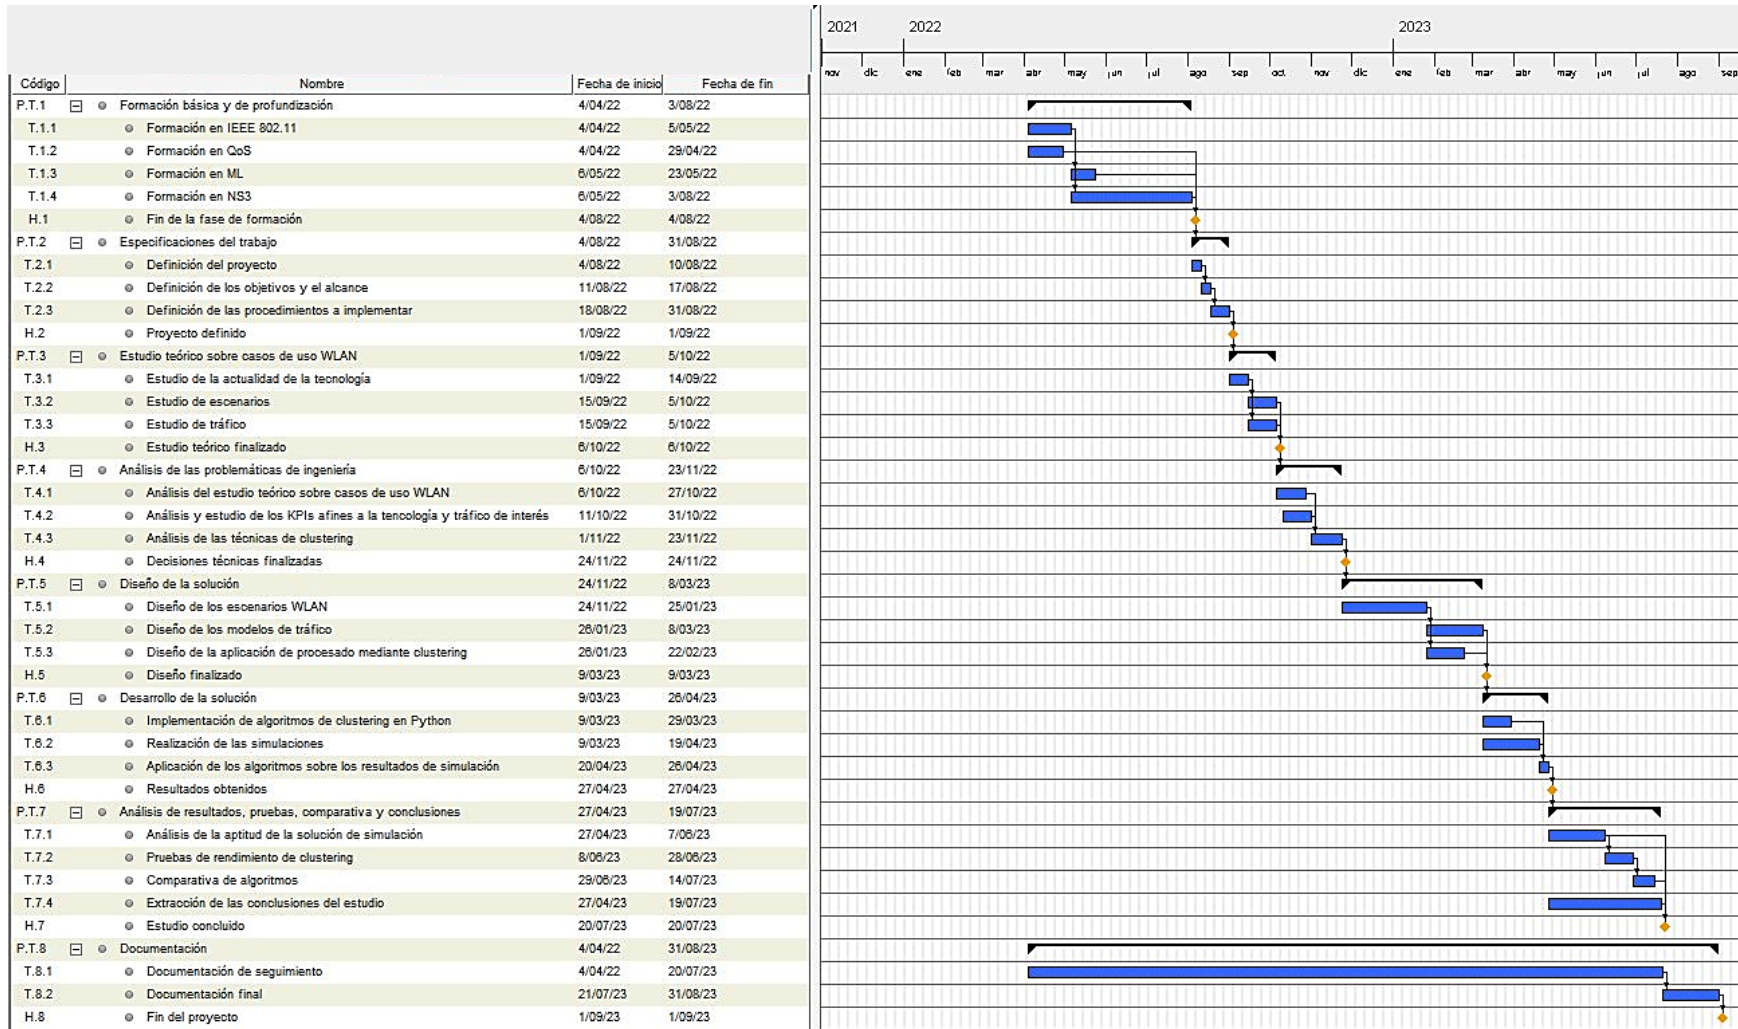 2021 2022 2023
nov dic ene feb mar abr may jun jul ago sep oct nov dic ene feb mar abr may jun jul ago sep
Código Nombre Fecha de inicio Fecha de fin
P.T.1 Formación básica y de profundización 4/04/22 3/08/22
T.1.1 Formación en IEEE 802.11 4/04/22 5/05/22
T.1.2 Formación en QoS 4/04/22 29/04/22
T.1.3 Formación en ML 6/05/22 23/05/22
T.1.4 Formación en NS3 6/05/22 3/08/22
H.1 Fin de la fase de formación 4/08/22 4/08/22
P.T.2 Especificaciones del trabajo 4/08/22 31/08/22
T.2.1 Definición del proyecto 4/08/22 10/08/22
T.2.2 Definición de los objetivos y el alcance 11/08/22 17/08/22
T.2.3 Definición de las procedimientos a implementar 18/08/22 31/08/22
H.2 Proyecto definido 1/09/22 1/09/22
P.T.3 Estudio teórico sobre casos de uso WLAN 1/09/22 5/10/22
T.3.1 Estudio de la actualidad de la tecnología 1/09/22 14/09/22
T.3.2 Estudio de escenarios 15/09/22 5/10/22
T.3.3 Estudio de tráfico 15/09/22 5/10/22
H.3 Estudio teórico finalizado 6/10/22 6/10/22
P.T.4 Análisis de las problemáticas de ingeniería 6/10/22 23/11/22
T.4.1 Análisis del estudio teórico sobre casos de uso WLAN 6/10/22 27/10/22
T.4.2 Análisis y estudio de los KPIs afines a la tencología y tráfico de interés 11/10/22 31/10/22
T.4.3 Análisis de las técnicas de clustering 1/11/22 23/11/22
H.4 Decisiones técnicas finalizadas 24/11/22 24/11/22
P.T.5 Diseño de la solución 24/11/22 8/03/23
T.5.1 Diseño de los escenarios WLAN 24/11/22 25/01/23
T.5.2 Diseño de los modelos de tráfico 26/01/23 8/03/23
T.5.3 Diseño de la aplicación de procesado mediante clustering 26/01/23 22/02/23
H.5 Diseño finalizado 9/03/23 9/03/23
P.T.6 Desarrollo de la solución 9/03/23 26/04/23
T.6.1 Implementación de algoritmos de clustering en Python 9/03/23 29/03/23
T.6.2 Realización de las simulaciones 9/03/23 19/04/23
T.6.3 Aplicación de los algoritmos sobre los resultados de simulación 20/04/23 26/04/23
H.6 Resultados obtenidos 27/04/23 27/04/23
P.T.7 Análisis de resultados, pruebas, comparativa y conclusiones 27/04/23 19/07/23
T.7.1 Análisis de la aptitud de la solución de simulación 27/04/23 7/06/23
T.7.2 Pruebas de rendimiento de clustering 8/06/23 28/06/23
T.7.3 Comparativa de algoritmos 29/06/23 14/07/23
T.7.4 Extracción de las conclusiones del estudio 27/04/23 19/07/23
H.7 Estudio concluido 20/07/23 20/07/23
P.T.8 Documentación 4/04/22 31/08/23
T.8.1 Documentación de seguimiento 4/04/22 20/07/23
T.8.2 Documentación final 21/07/23 31/08/23
H.8 Fin del proyecto 1/09/23 1/09/23